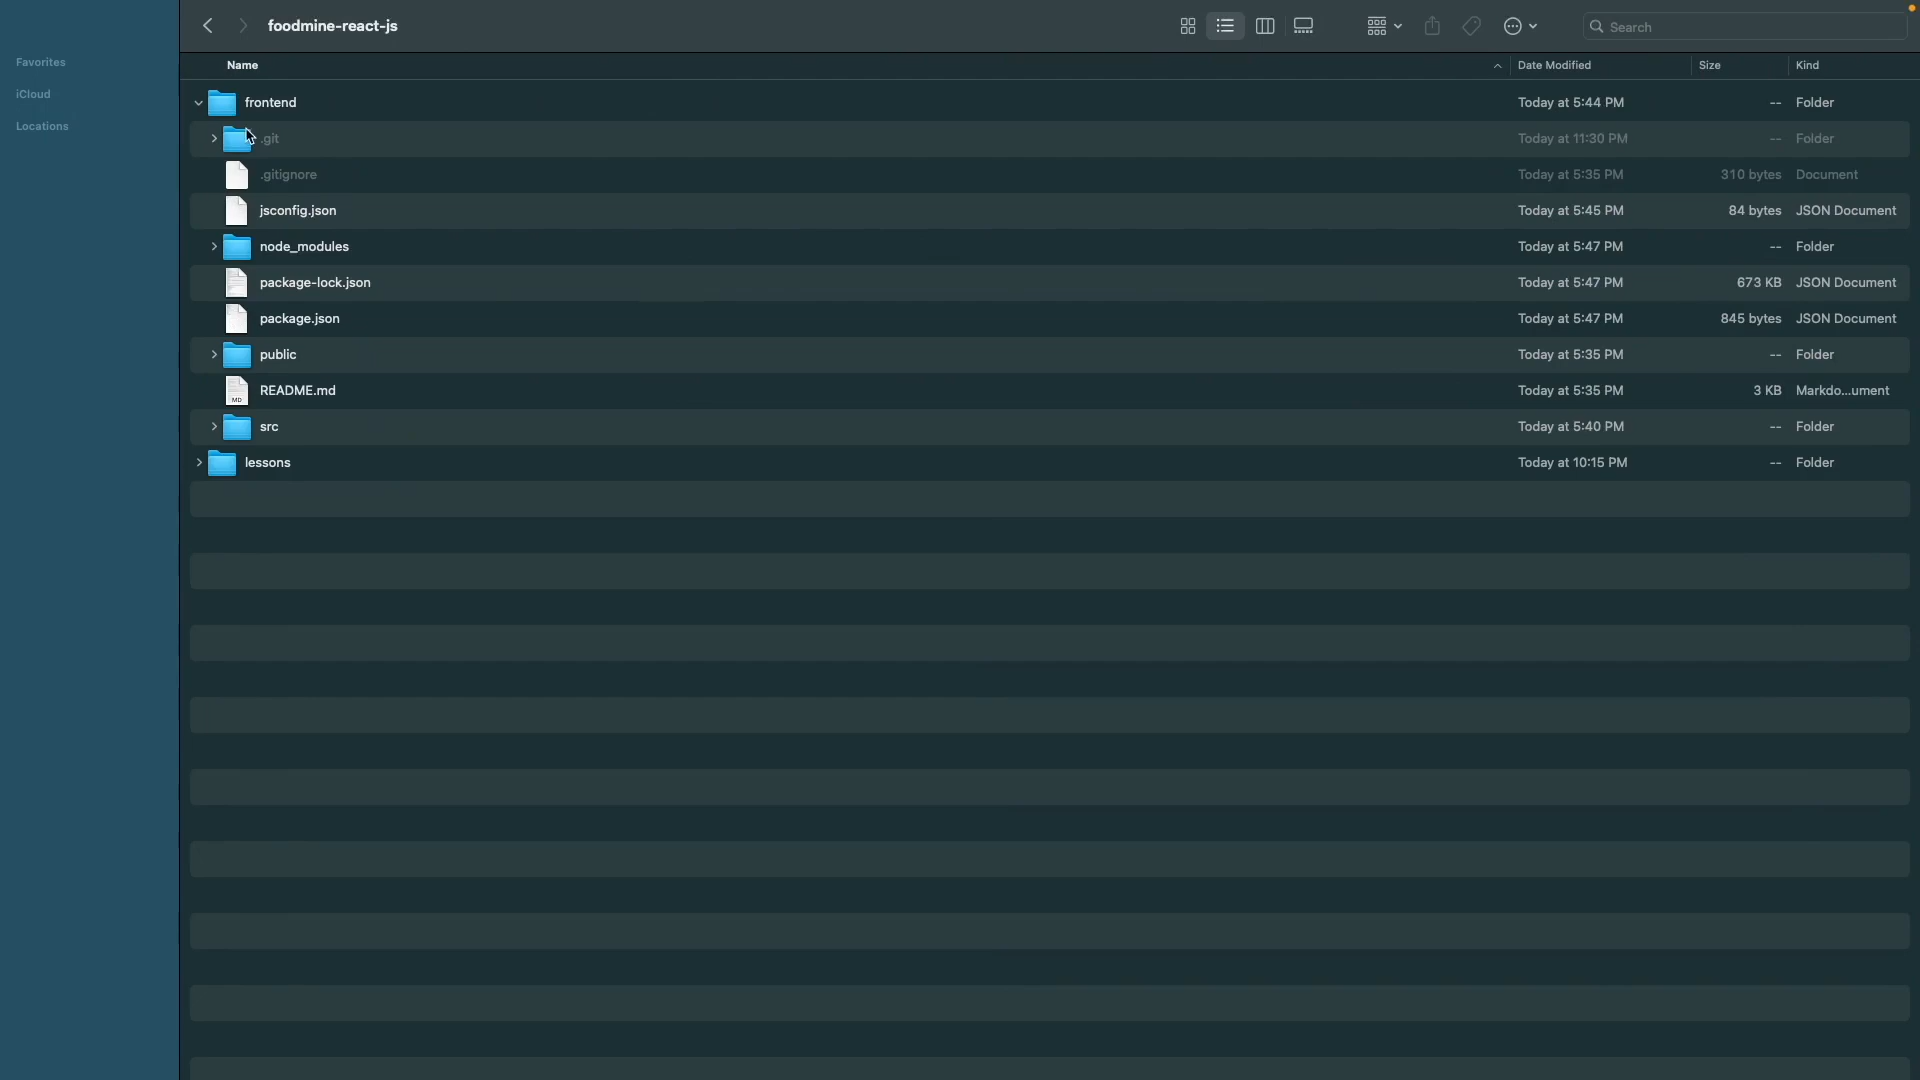 foodmine-react-js
Search
Favorites
iCloud
Locations
Name Date Modified Size Kind
frontend Today at 5:44 PM -- Folder
.git Today at 11:30 PM -- Folder
.gitignore Today at 5:35 PM 310 bytes Document
jsconfig.json Today at 5:45 PM 84 bytes JSON Document
node_modules Today at 5:47 PM -- Folder
package-lock.json Today at 5:47 PM 673 KB JSON Document
package.json Today at 5:47 PM 845 bytes JSON Document
public Today at 5:35 PM -- Folder
MD README.md Today at 5:35 PM 3 KB Markdo...ument
src Today at 5:40 PM -- Folder
lessons Today at 10:15 PM -- Folder